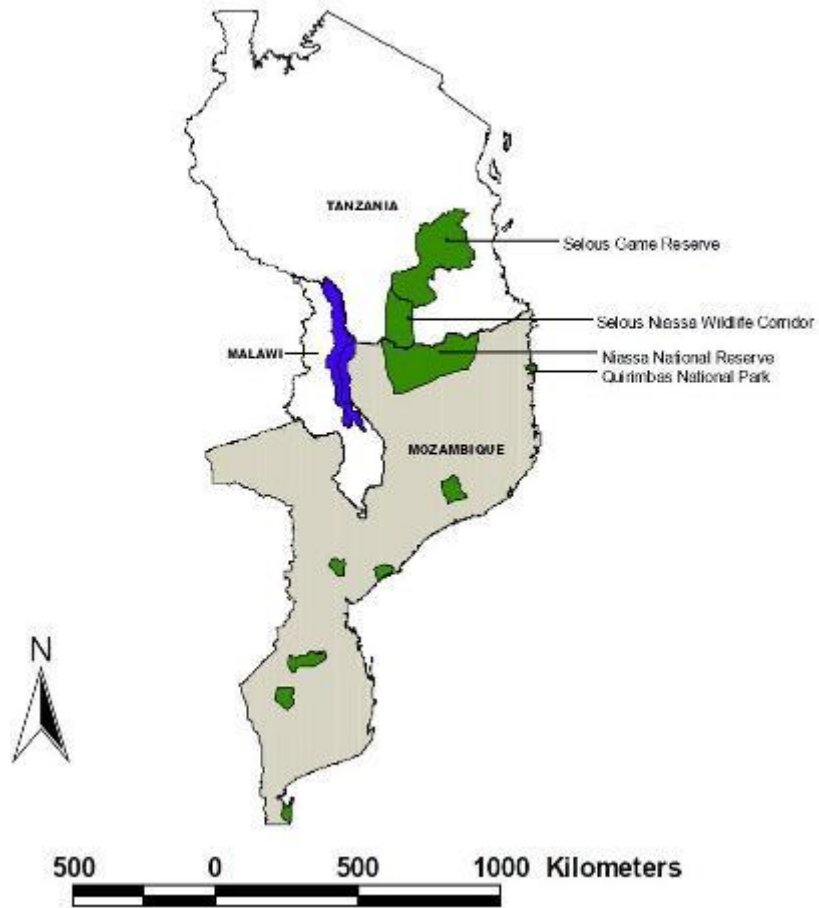 TANZANIA
Selous Game Reserve
Selous Niassa Wildlife Corridor
MALAWI
Niassa National Reserve
Quirimbas National Park
MOZAMBIQUE
N
500 0 500 1000 Kilometers